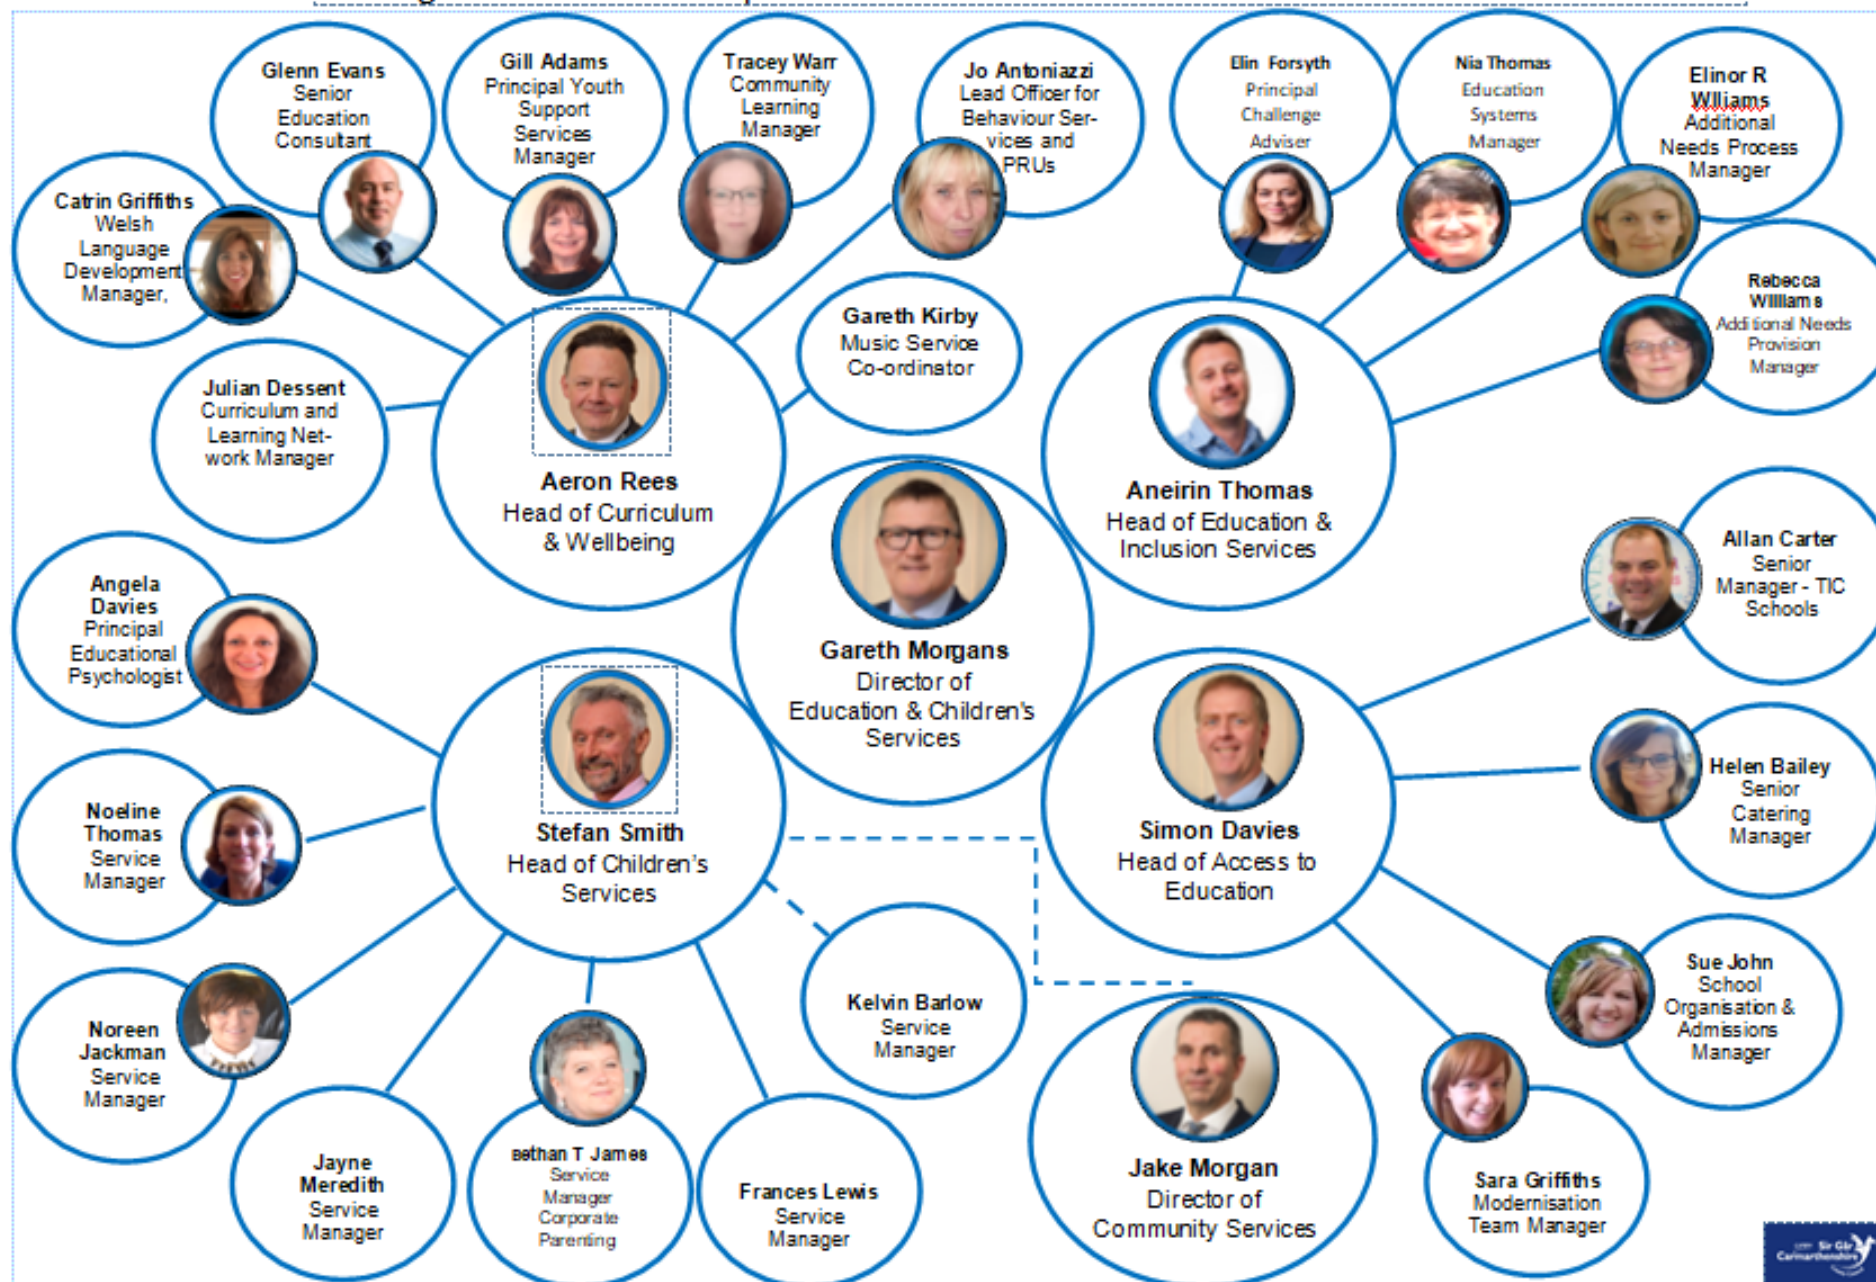 Glenn Evans
Senior
Education
Consultant
Gill Adams
Principal Youth
Support
Services
Manager
Tracey Warr
Community
Learning
Manager
Jo Antoniazzi
Lead Officer for
Behaviour Ser-
vices and
PRUs
Elin Forsyth
Principal
Challenge
Adviser
Nia Thomas
Education
Systems
Manager
Elinor R
WIliams
Additional
Needs Process
Manager
Catrin Griffiths
Welsh
Language
Development
Manager,
Rebecca
Williams
Additional Needs
Provision
Manager
Julian Dessent
Curriculum and
Learning Net-
work Manager
Gareth Kirby
Music Service
Co-ordinator
Aeron Rees
Head of Curriculum
& Wellbeing
Aneirin Thomas
Head of Education &
Inclusion Services
Gareth Morgans
Director of
Education & Children's
Services
Allan Carter
Senior
Manager - TIC
Schools
Angela
Davies
Principal
Educational
Psychologist
Stefan Smith
Head of Children's
Services
Simon Davies
Head of Access to
Education
Helen Bailey
Senior
Catering
Manager
Noeline
Thomas
Service
Manager
Noreen
Jackman
Service
Manager
Kelvin Barlow
Service
Manager
Sue John
School
Organisation &
Admissions
Manager
Jayne
Meredith
Service
Manager
Bethan T James
Service
Manager
Corporate
Parenting
Frances Lewis
Service
Manager
Jake Morgan
Director of
Community Services
Sara Griffiths
Modernisation
Team Manager
Sir Gâr
Carmarthenshire